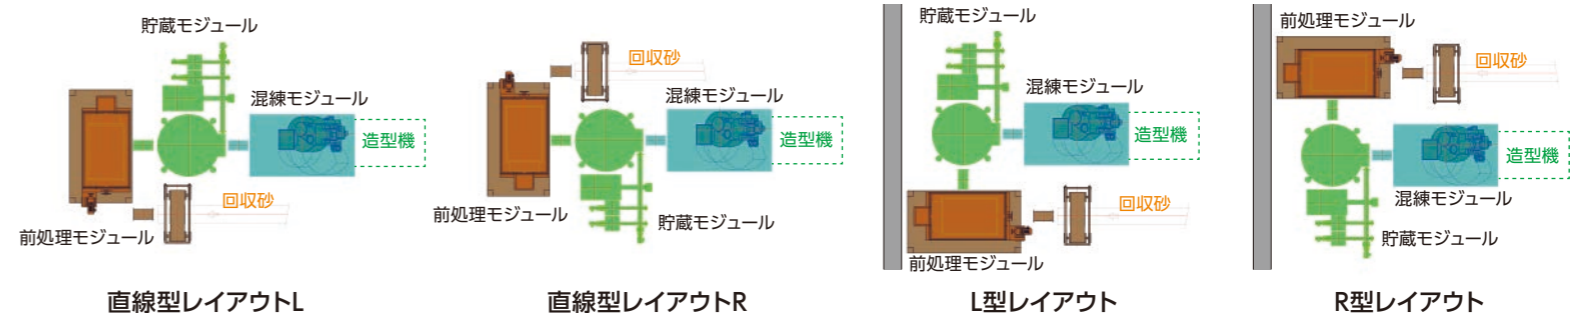 貯蔵モジュール
混練モジュール
造型機
回収砂
前処理モジュール
直線型レイアウトL
回収砂
混練モジュール
造型機
前処理モジュール
貯蔵モジュール
直線型レイアウトR
貯蔵モジュール
混練モジュール
造型機
回収砂
前処理モジュール
L型レイアウト
前処理モジュール
回収砂
造型機
混練モジュール
貯蔵モジュール
R型レイアウト